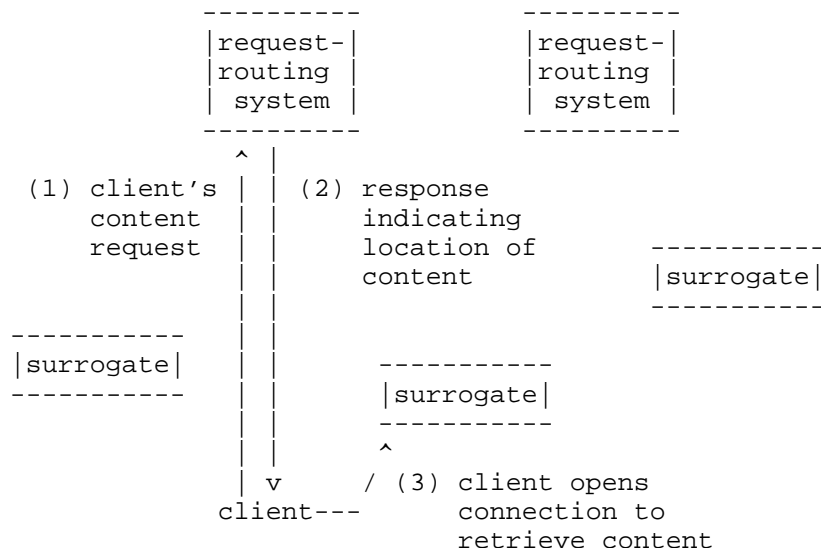 ----------          ----------
|request-|          |request-|
|routing |          |routing |
| system |          | system |
----------          ----------
^ |
(1) client's | | (2) response
content | | indicating
request | | location of          -----------
| | content          |surrogate|
| |          -----------
-----------  | |
|surrogate|  | |          -----------
-----------  | |          |surrogate|
| |          -----------
| |          ^
| v          / (3) client opens
client---          connection to
retrieve content